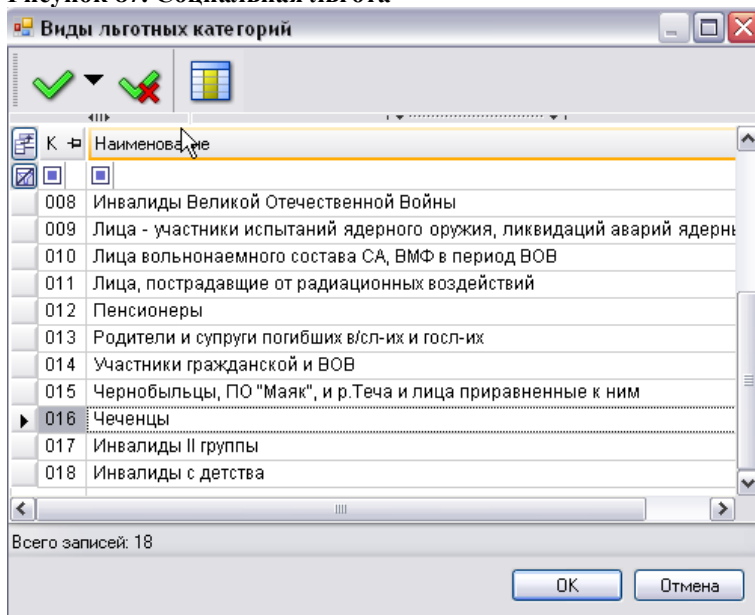 Рисунок 87. Социальная льгота
Виды льготных категорий
К Наименование
008 Инвалиды Великой Отечественной Войны
009 Лица - участники испытаний ядерного оружия, ликвидаций аварий ядерны
010 Лица вольнонаемного состава СА, ВМФ в период ВОВ
011 Лица, пострадавшие от радиационных воздействий
012 Пенсионеры
013 Родители и супруги погибших в/сл-их и госл-их
014 Участники гражданской и ВОВ
015 Чернобыльцы, ПО "Маяк", и р.Теча и лица приравненные к ним
016 Чеченцы
017 Инвалиды II группы
018 Инвалиды с детства
Всего записей: 18
OK Отмена